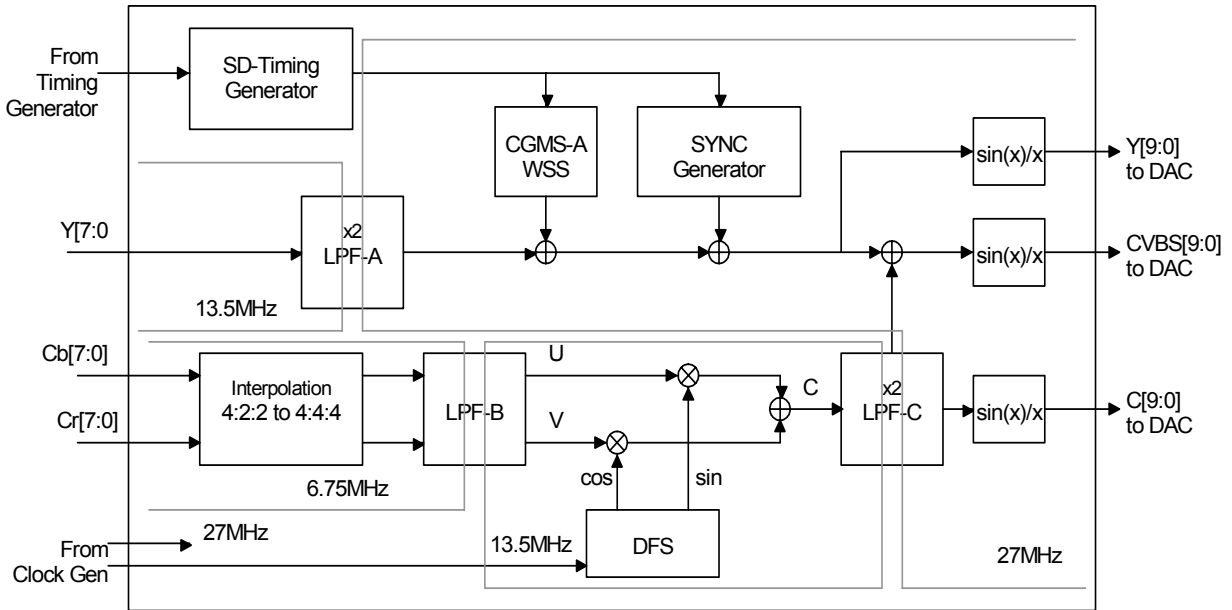 From
Timing
Generator
SD-Timing
Generator
CGMS-A
WSS
SYNC
Generator
sin(x)/x
Y[9:0]
to DAC
Y[7:0
x2
LPF-A
sin(x)/x
CVBS[9:0]
to DAC
13.5MHz
Cb[7:0]
Cr[7:0]
Interpolation
4:2:2 to 4:4:4
LPF-B
U
V
C
x2
LPF-C
sin(x)/x
C[9:0]
to DAC
cos
sin
6.75MHz
27MHz
From
Clock Gen
13.5MHz
DFS
27MHz